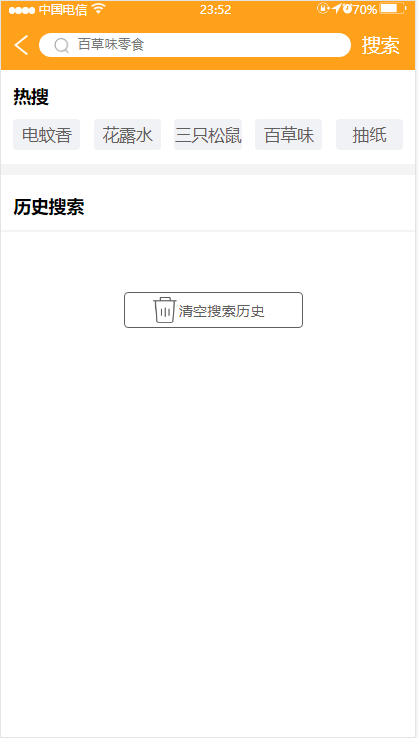 中国电信 23:52 70%
百草味零食 搜索
热搜
电蚊香 花露水 三只松鼠 百草味 抽纸
历史搜索
清空搜索历史